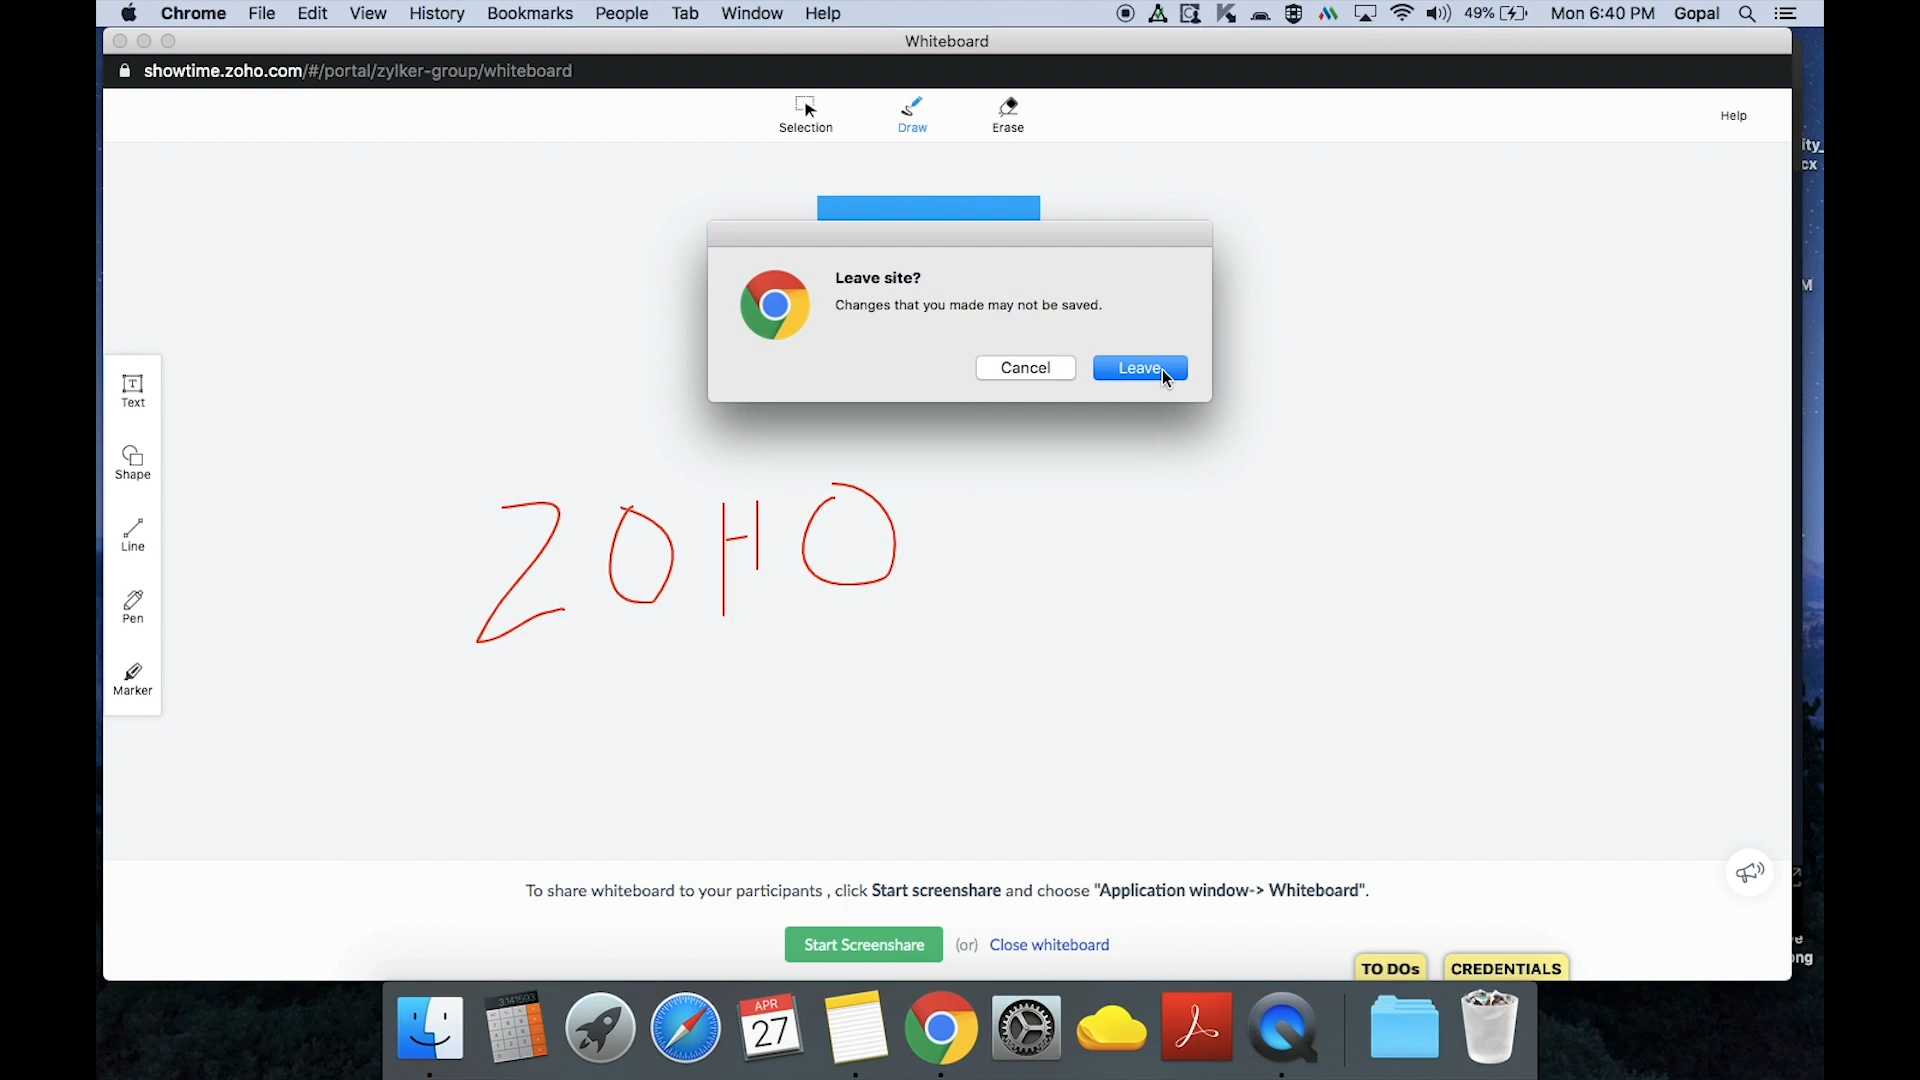 Chrome File Edit View History Bookmarks People Tab Window Help 49% Mon 6:40 PM Gopal
Whiteboard
showtime.zoho.com/#/portal/zylker-group/whiteboard
Selection Draw Erase Help
Leave site?
Changes that you made may not be saved.
Cancel Leave
Text
Shape
Line
Pen
Marker
ZOHO
To share whiteboard to your participants , click Start screenshare and choose "Application window-> Whiteboard".
Start Screenshare (or) Close whiteboard
TO DOs CREDENTIALS
3.141593
APR
27